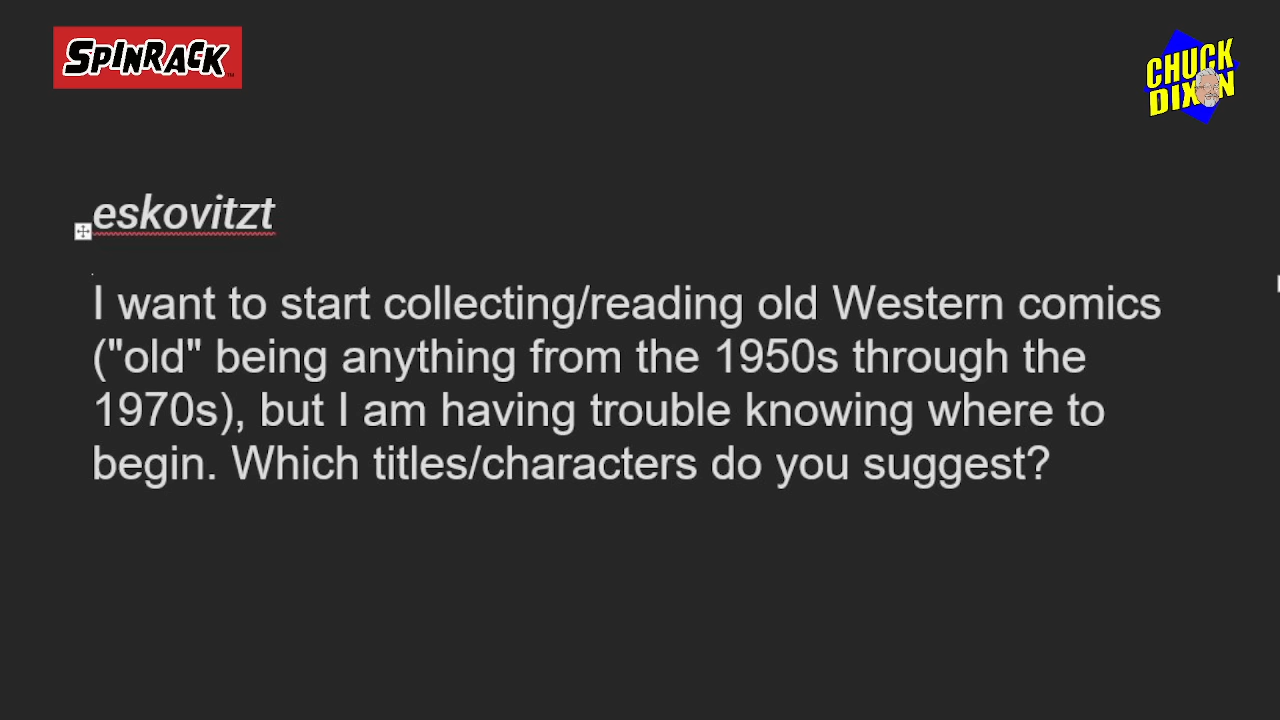 SPINRACK
CHUCK
DIXON
eskovitzt
I want to start collecting/reading old Western comics
("old" being anything from the 1950s through the
1970s), but I am having trouble knowing where to
begin. Which titles/characters do you suggest?